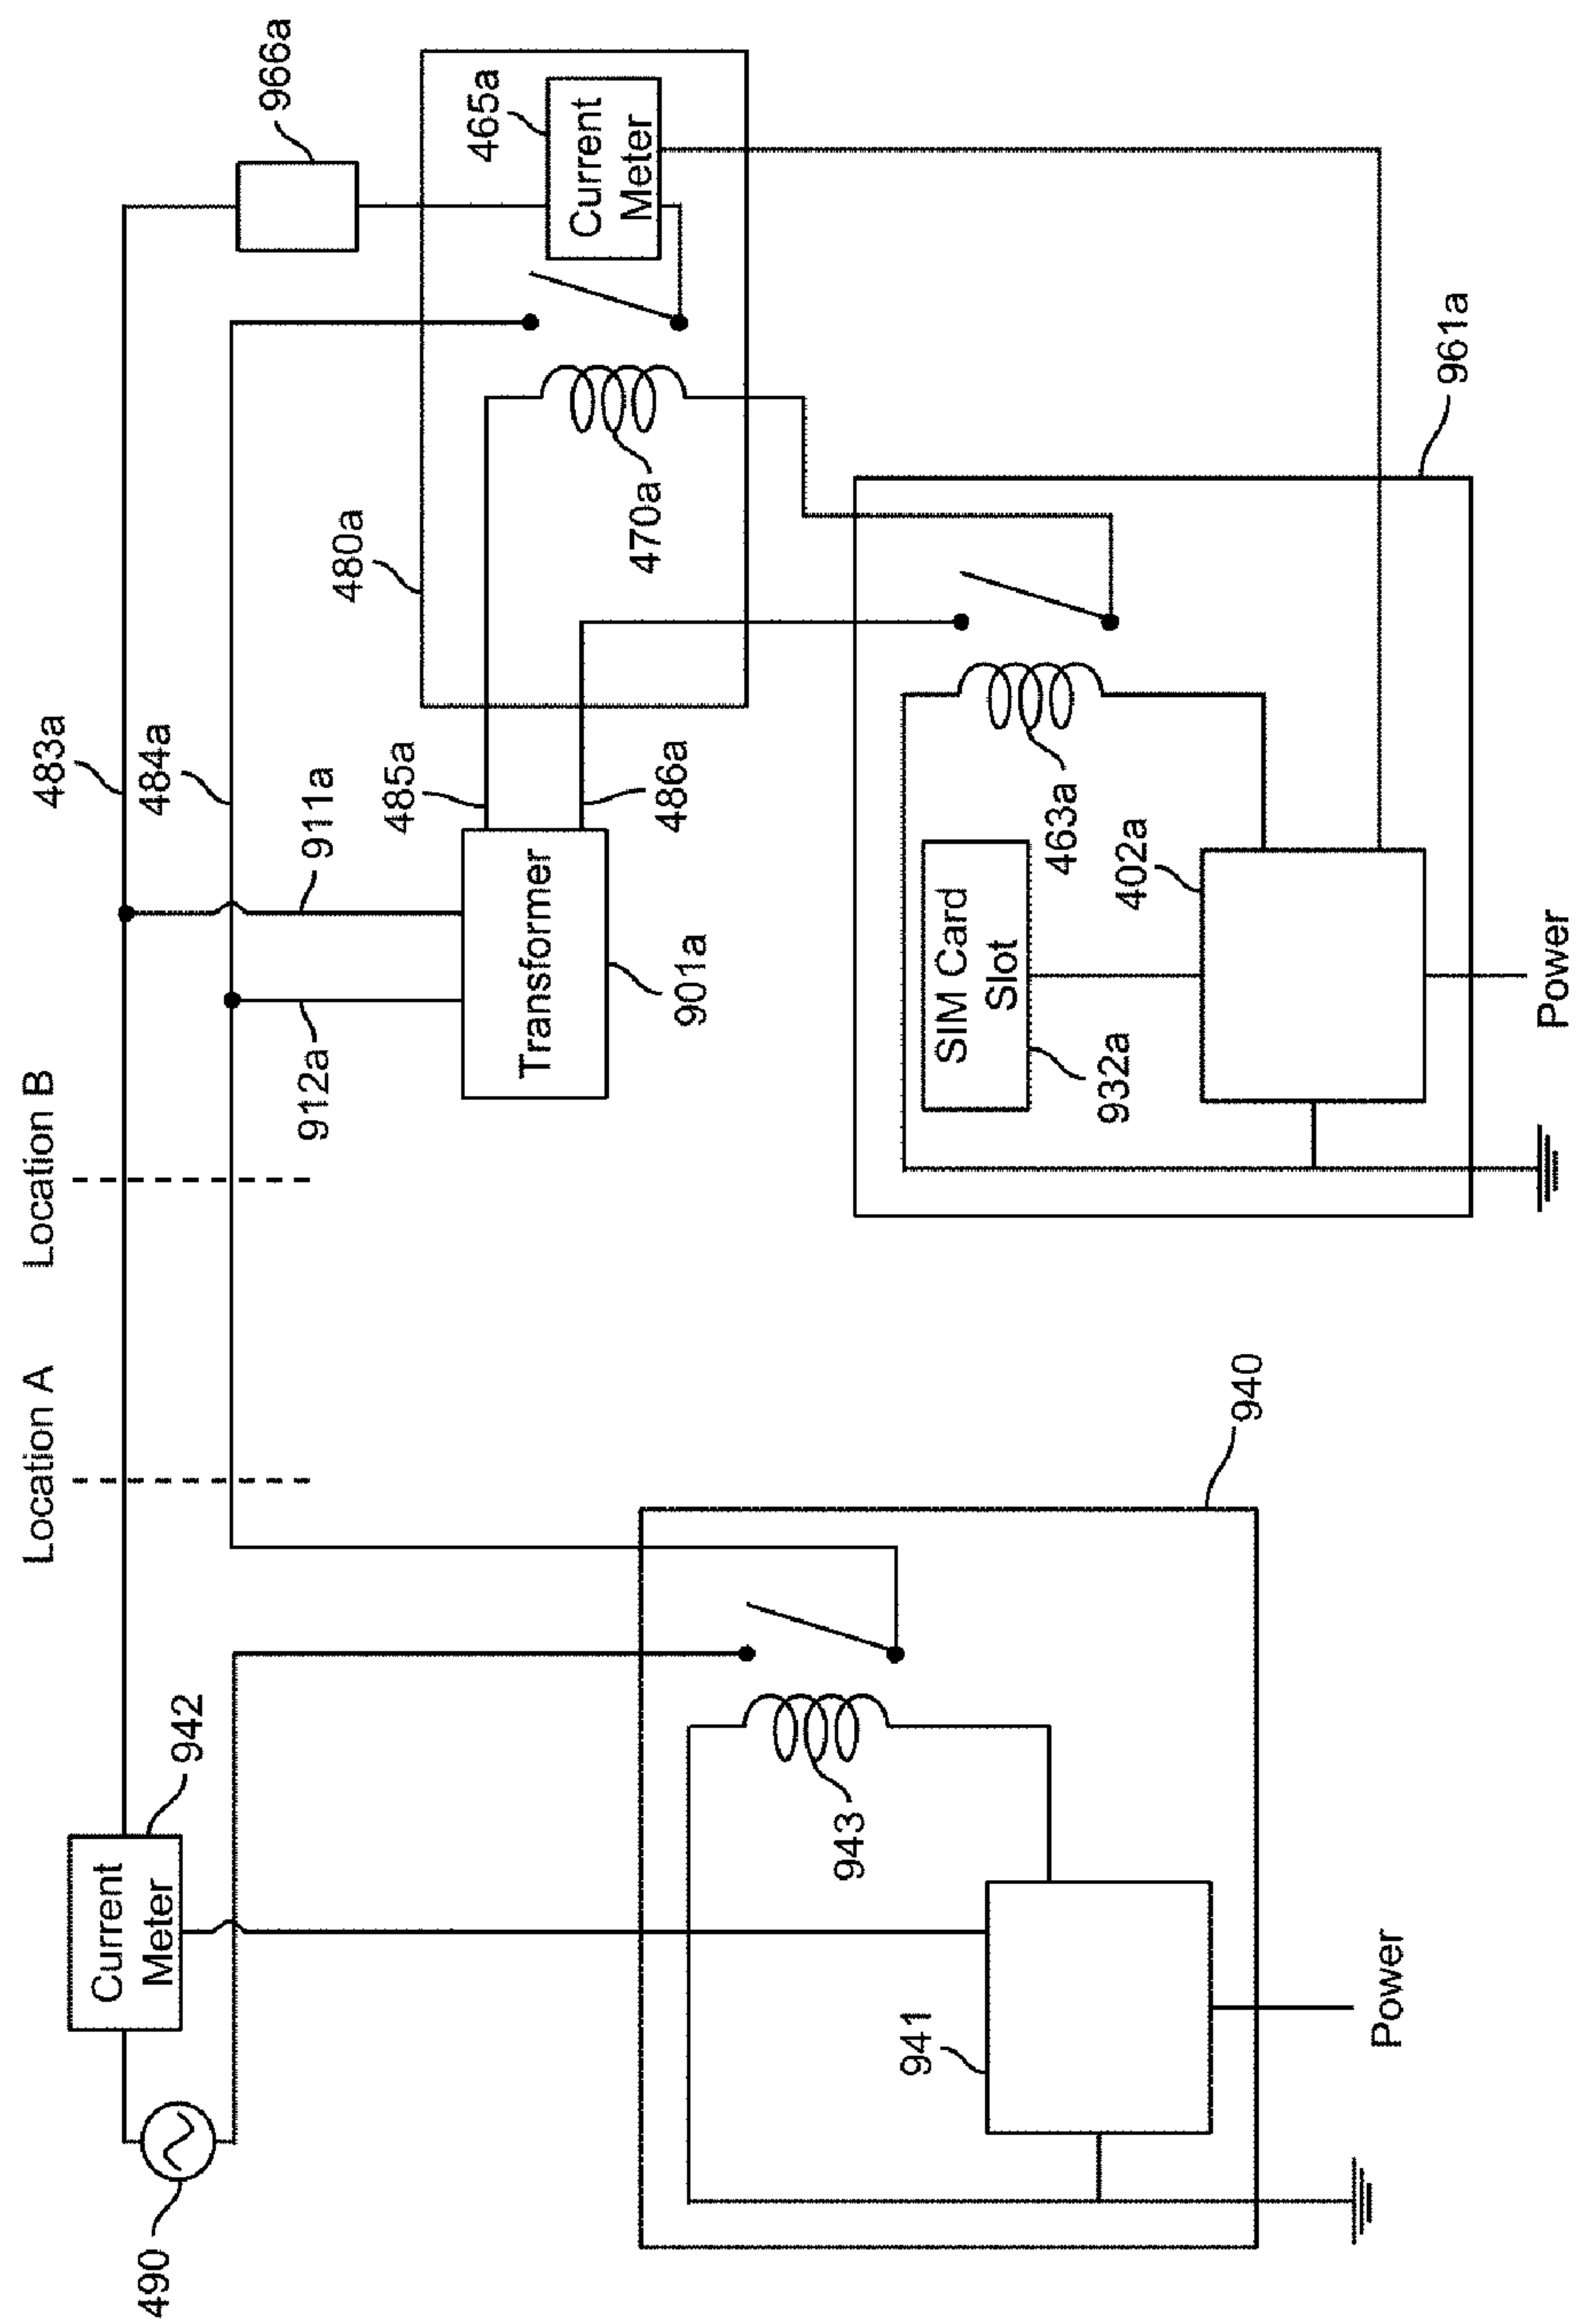 Location A
Location B
490
Current
Meter
942
483a
484a
912a
911a
966a
485a
486a
Transformer
901a
480a
470a
465a
Current
Meter
943
941
940
Power
SIM Card
Slot
932a
463a
402a
961a
Power